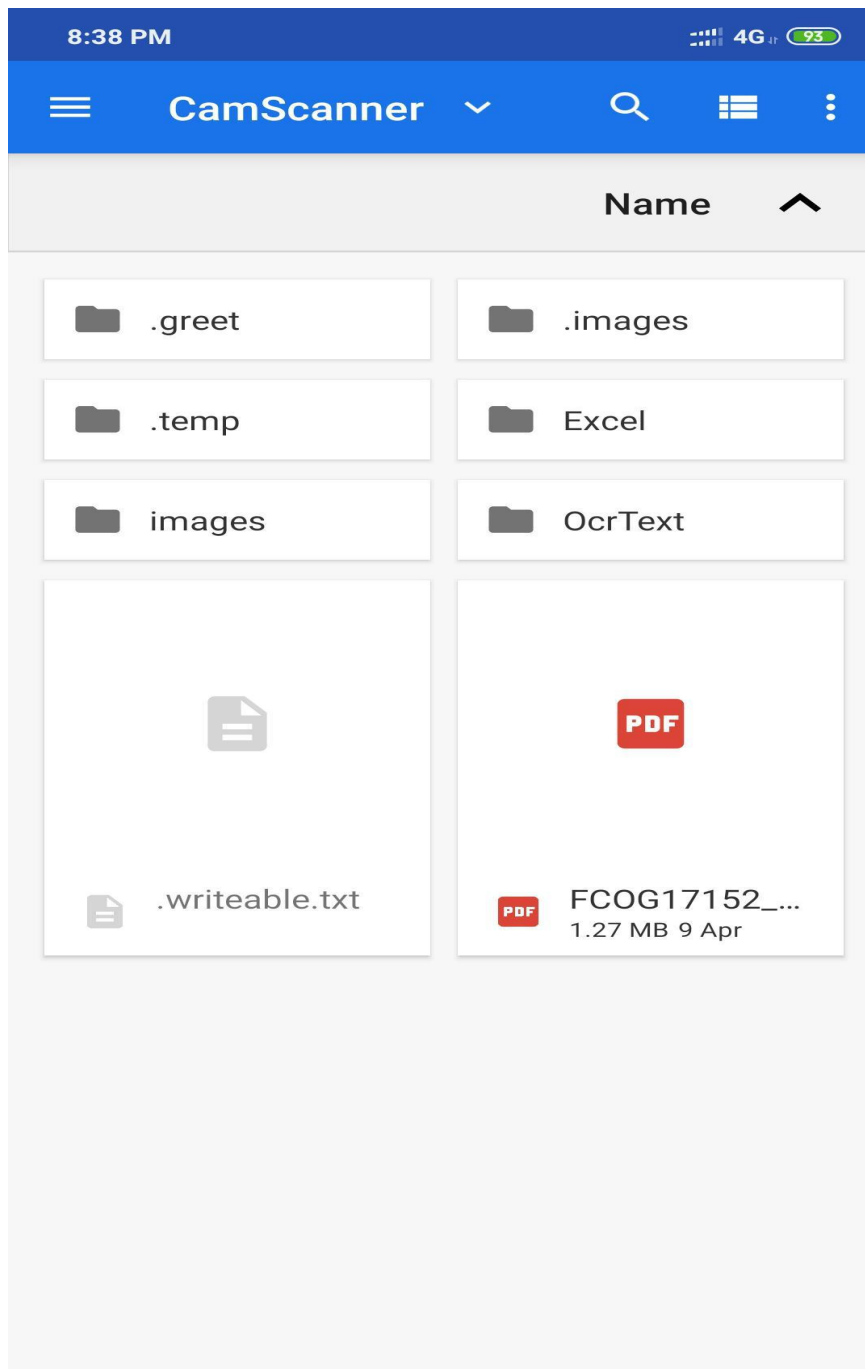 8:38 PM 4G 93
CamScanner
Name
.greet .images
.temp Excel
images OcrText
PDF
.writeable.txt PDF FCOG17152_...
1.27 MB 9 Apr